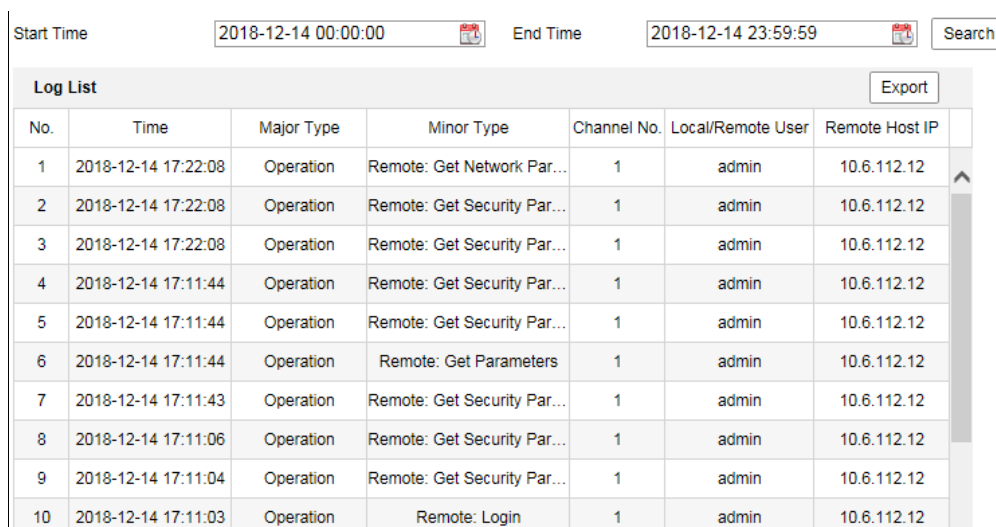 Start Time 2018-12-14 00:00:00 End Time 2018-12-14 23:59:59 Search
Log List Export
No. Time Major Type Minor Type Channel No. Local/Remote User Remote Host IP
1 2018-12-14 17:22:08 Operation Remote: Get Network Par... 1 admin 10.6.112.12
2 2018-12-14 17:22:08 Operation Remote: Get Security Par... 1 admin 10.6.112.12
3 2018-12-14 17:22:08 Operation Remote: Get Security Par... 1 admin 10.6.112.12
4 2018-12-14 17:11:44 Operation Remote: Get Security Par... 1 admin 10.6.112.12
5 2018-12-14 17:11:44 Operation Remote: Get Security Par... 1 admin 10.6.112.12
6 2018-12-14 17:11:44 Operation Remote: Get Parameters 1 admin 10.6.112.12
7 2018-12-14 17:11:43 Operation Remote: Get Security Par... 1 admin 10.6.112.12
8 2018-12-14 17:11:06 Operation Remote: Get Security Par... 1 admin 10.6.112.12
9 2018-12-14 17:11:04 Operation Remote: Get Security Par... 1 admin 10.6.112.12
10 2018-12-14 17:11:03 Operation Remote: Login 1 admin 10.6.112.12